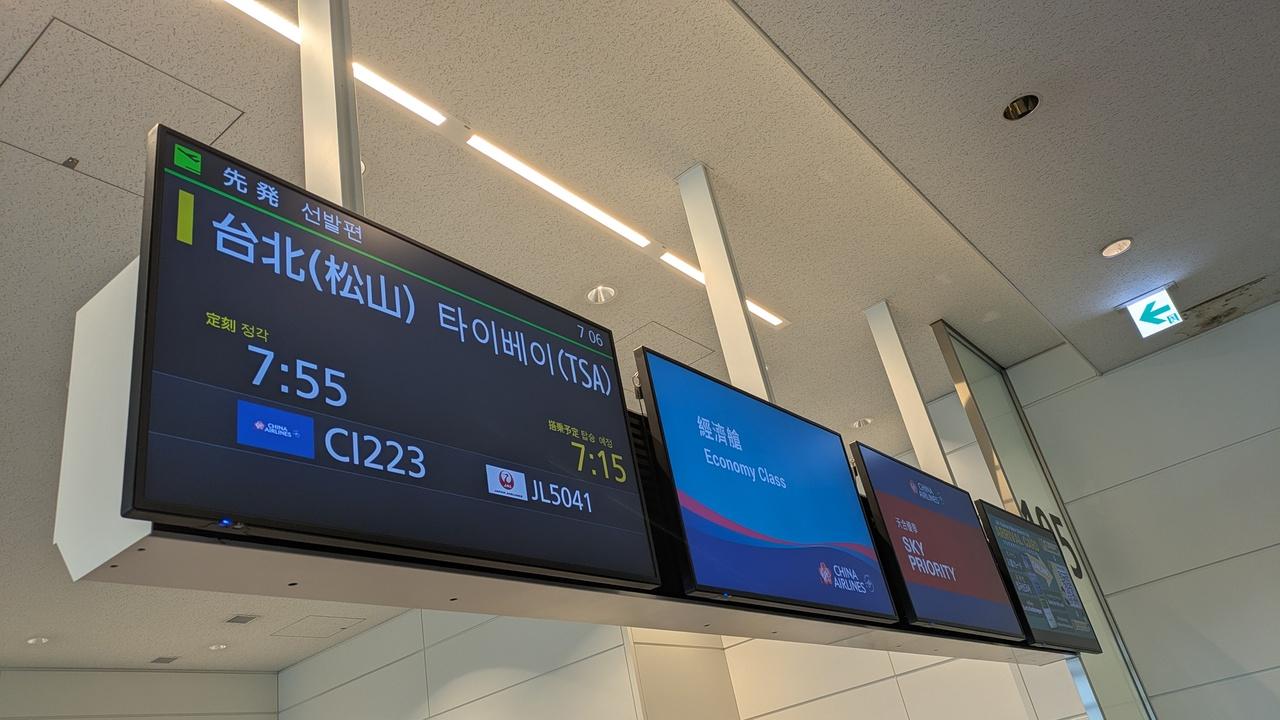 先発 선발편
7 06
台北(松山) 타이베이(TSA)
定刻 정각
7:55
搭乗予定 탑승 예정
7:15
CHINA AIRLINES
CI223
JL5041
經濟艙
Economy Class
CHINA
AIRLINES
CHINA
AIRLINES
SKY
PRIORITY